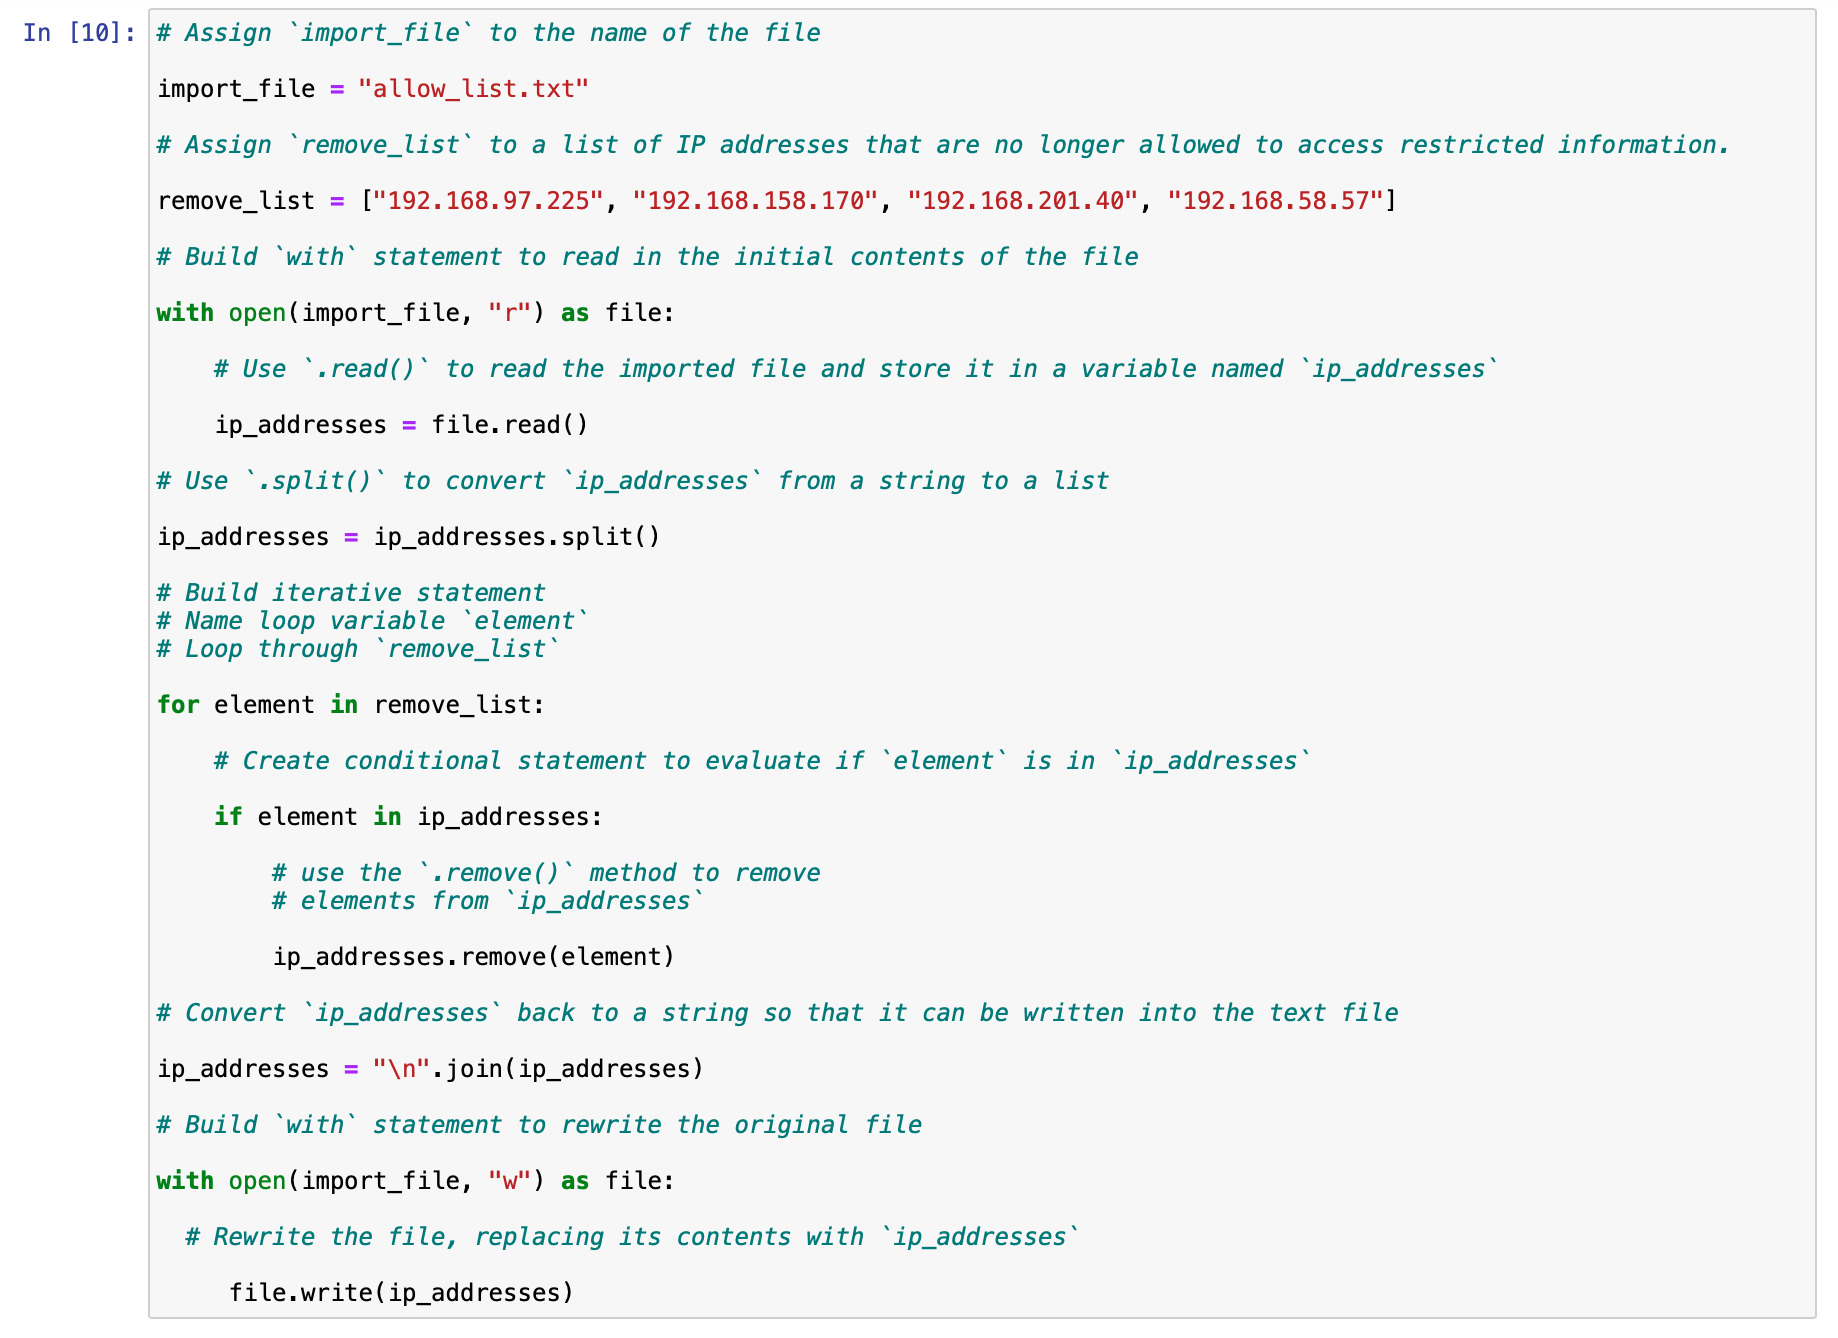 In [10]:
# Assign `import_file` to the name of the file
import_file = "allow_list.txt"
# Assign `remove_list` to a list of IP addresses that are no longer allowed to access restricted information.
remove_list = ["192.168.97.225", "192.168.158.170", "192.168.201.40", "192.168.58.57"]
# Build `with` statement to read in the initial contents of the file
with open(import_file, "r") as file:
    # Use `.read()` to read the imported file and store it in a variable named `ip_addresses`
    ip_addresses = file.read()
# Use `.split()` to convert `ip_addresses` from a string to a list
ip_addresses = ip_addresses.split()
# Build iterative statement
# Name loop variable `element`
# Loop through `remove_list`
for element in remove_list:
    # Create conditional statement to evaluate if `element` is in `ip_addresses`
    if element in ip_addresses:
        # use the `.remove()` method to remove
        # elements from `ip_addresses`
        ip_addresses.remove(element)
# Convert `ip_addresses` back to a string so that it can be written into the text file
ip_addresses = "\n".join(ip_addresses)
# Build `with` statement to rewrite the original file
with open(import_file, "w") as file:
  # Rewrite the file, replacing its contents with `ip_addresses`
     file.write(ip_addresses)